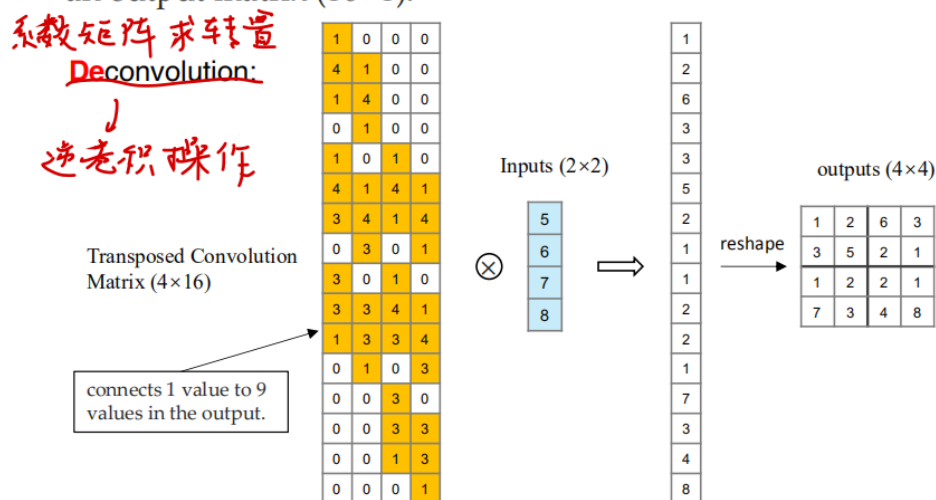 系数矩阵求转置
Deconvolution:
↓
逆卷积操作
Transposed Convolution
Matrix (4×16)
connects 1 value to 9
values in the output.
1 0 0 0
4 1 0 0
1 4 0 0
0 1 0 0
1 0 1 0
4 1 4 1
3 4 1 4
0 3 0 1
3 0 1 0
3 3 4 1
1 3 3 4
0 1 0 3
0 0 3 0
0 0 3 3
0 0 1 3
0 0 0 1
⊗
Inputs (2×2)
5
6
7
8
1
2
6
3
3
5
2
1
1
2
2
1
7
3
4
8
reshape
outputs (4×4)
1 2 6 3
3 5 2 1
1 2 2 1
7 3 4 8